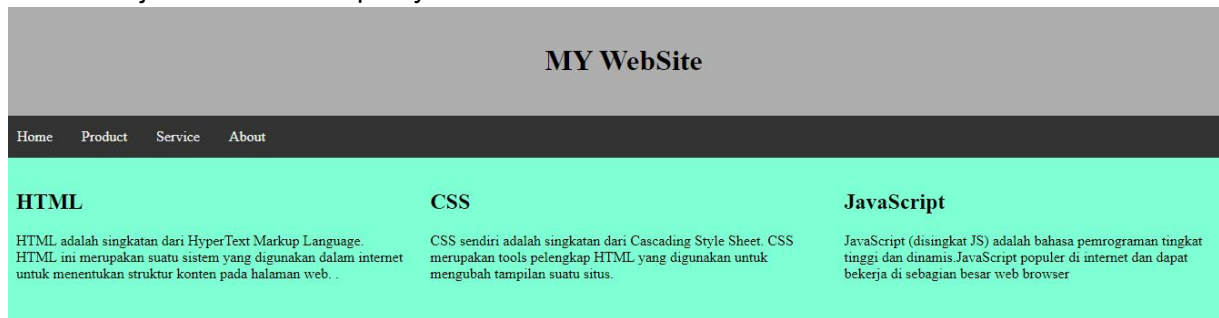 MY WebSite
Home Product Service About
HTML
HTML adalah singkatan dari HyperText Markup Language.
HTML ini merupakan suatu sistem yang digunakan dalam internet
untuk menentukan struktur konten pada halaman web. .
CSS
CSS sendiri adalah singkatan dari Cascading Style Sheet. CSS
merupakan tools pelengkap HTML yang digunakan untuk
mengubah tampilan suatu situs.
JavaScript
JavaScript (disingkat JS) adalah bahasa pemrograman tingkat
tinggi dan dinamis.JavaScript populer di internet dan dapat
bekerja di sebagian besar web browser